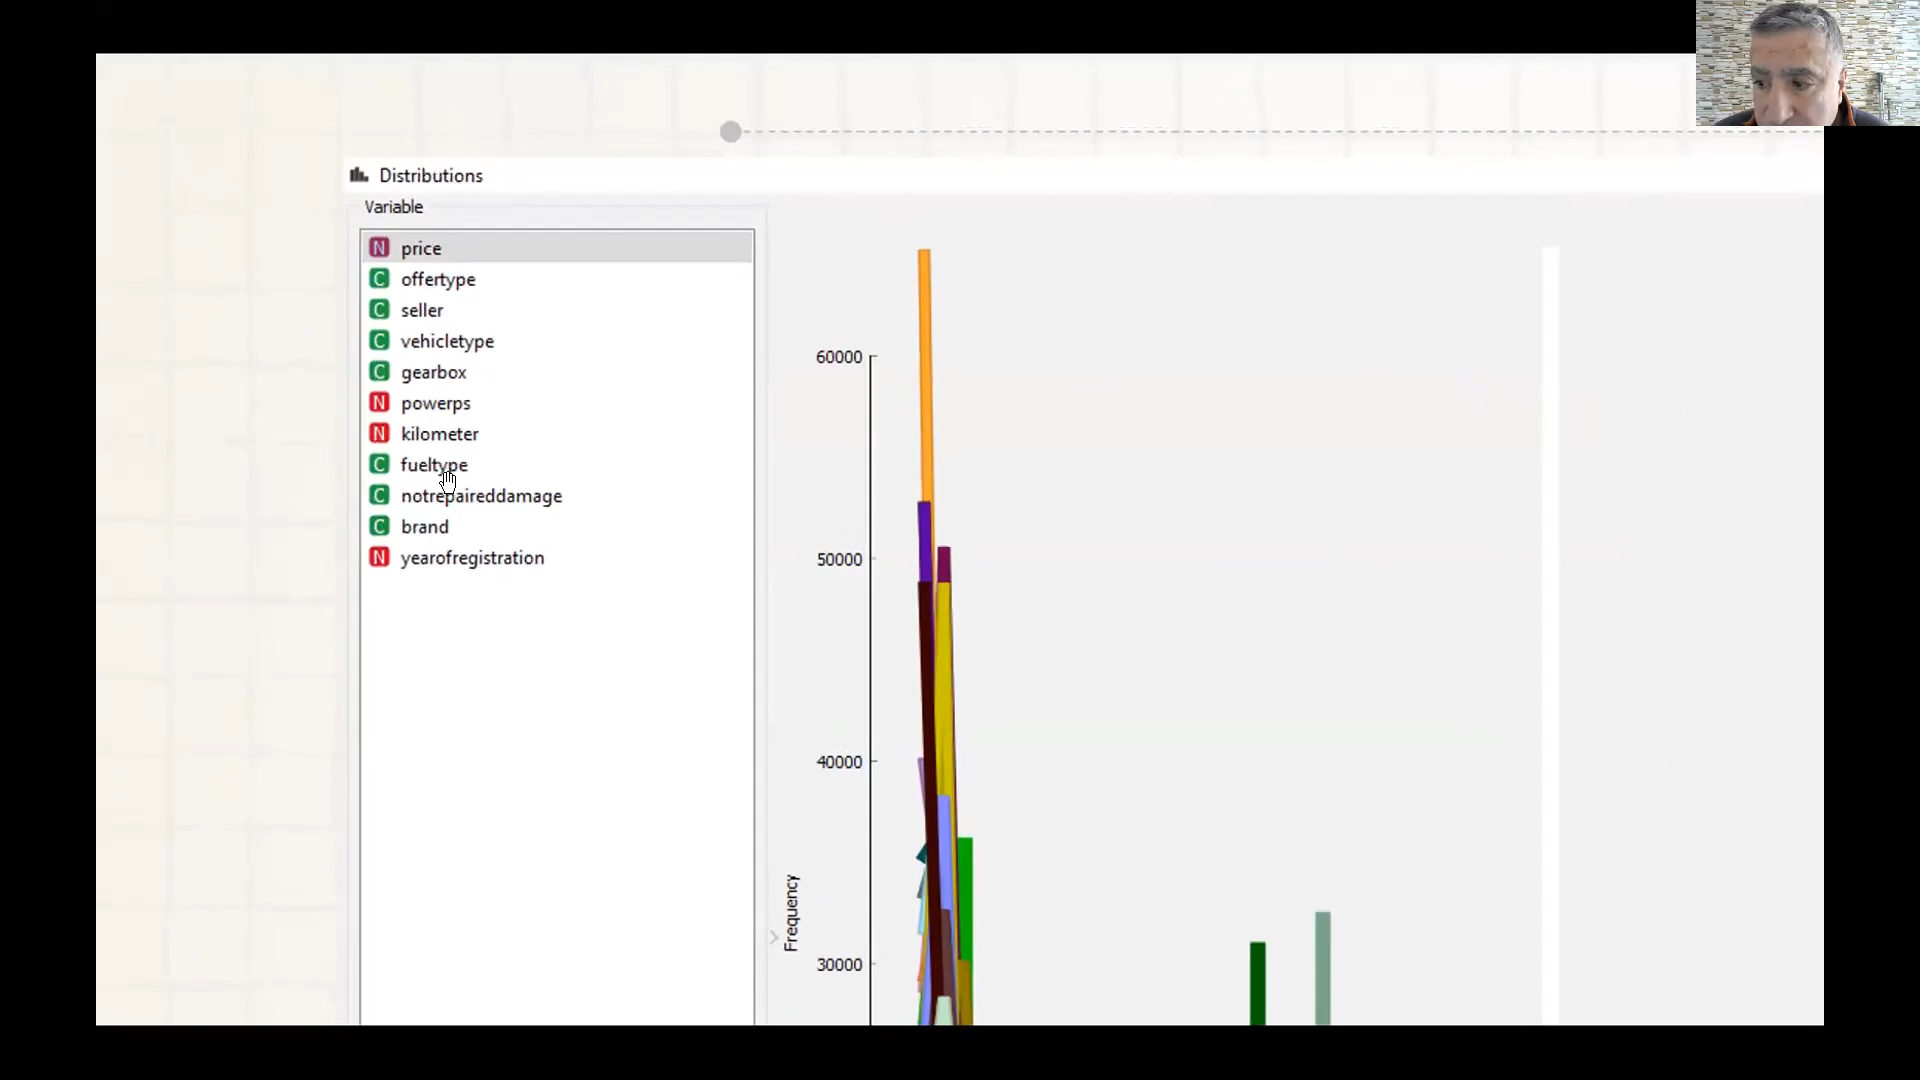 Distributions
Variable
N price
C offertype
C seller
C vehicletype
C gearbox
N powerps
N kilometer
C fueltype
C notrepaireddamage
C brand
N yearofregistration
60000
50000
40000
30000
Frequency